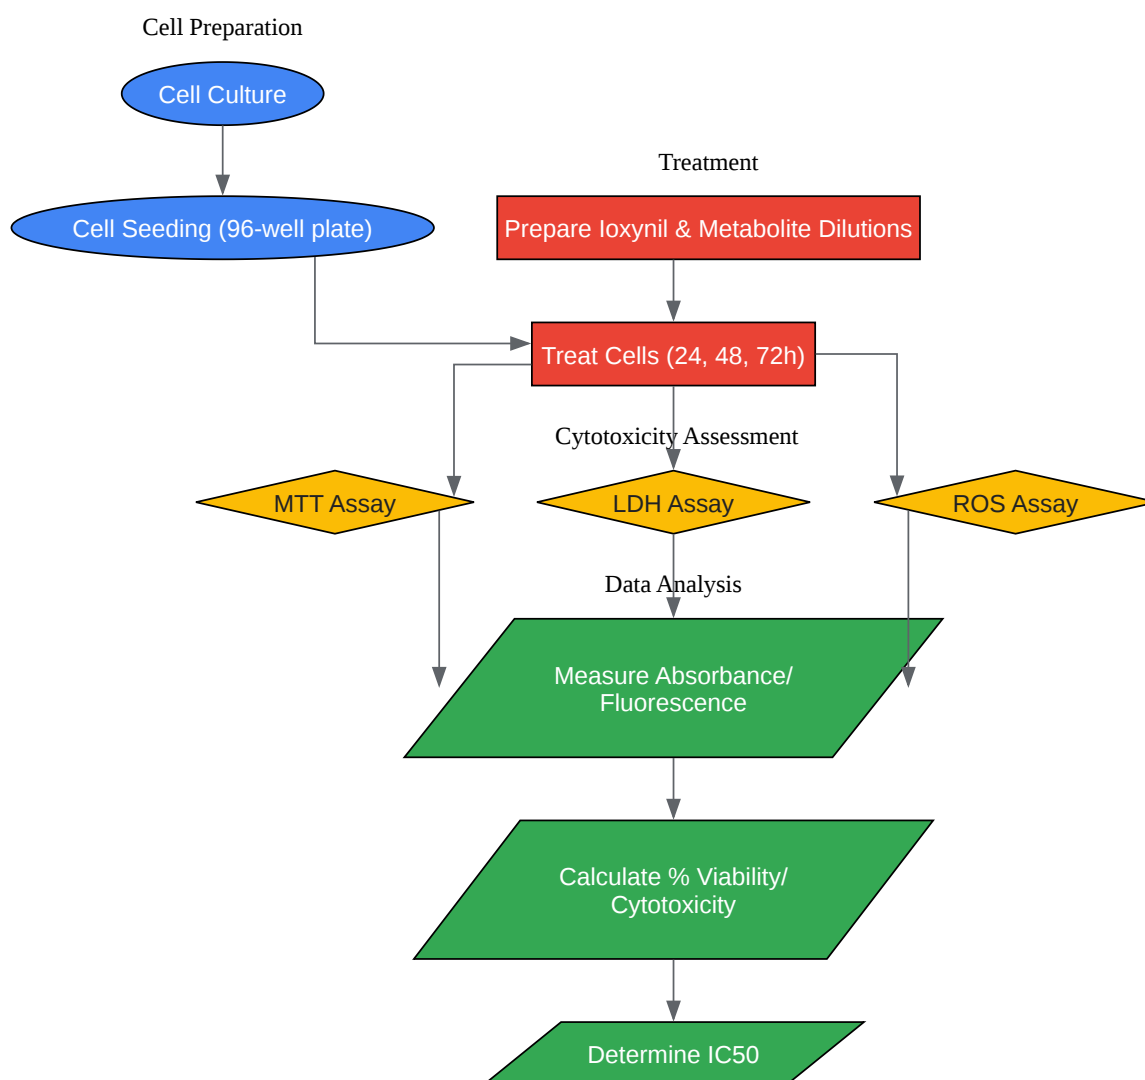 Cell Preparation
Cell Culture
Cell Seeding (96-well plate)
Treatment
Prepare Ioxynil & Metabolite Dilutions
Treat Cells (24, 48, 72h)
Cytotoxicity Assessment
MTT Assay
LDH Assay
ROS Assay
Data Analysis
Measure Absorbance/
Fluorescence
Calculate % Viability/
Cytotoxicity
Determine IC50